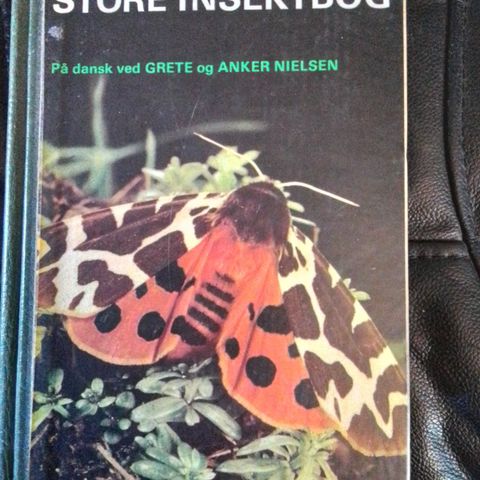 STORE INSEKTBOG
På dansk ved GRETE og ANKER NIELSEN